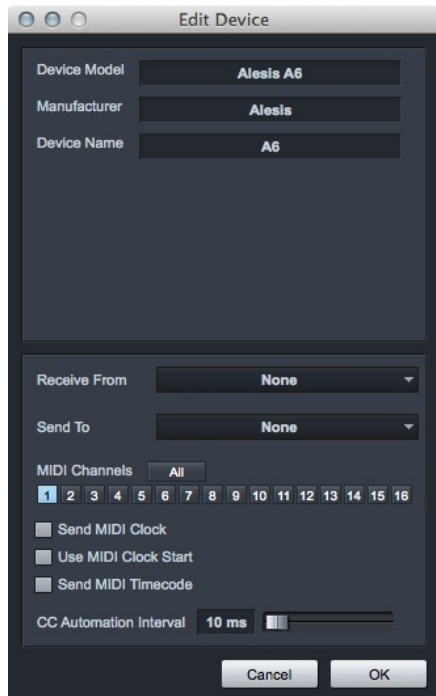 Edit Device
Device Model Alesis A6
Manufacturer Alesis
Device Name A6
Receive From None
Send To None
MIDI Channels All
1 2 3 4 5 6 7 8 9 10 11 12 13 14 15 16
Send MIDI Clock
Use MIDI Clock Start
Send MIDI Timecode
CC Automation Interval 10 ms
Cancel OK